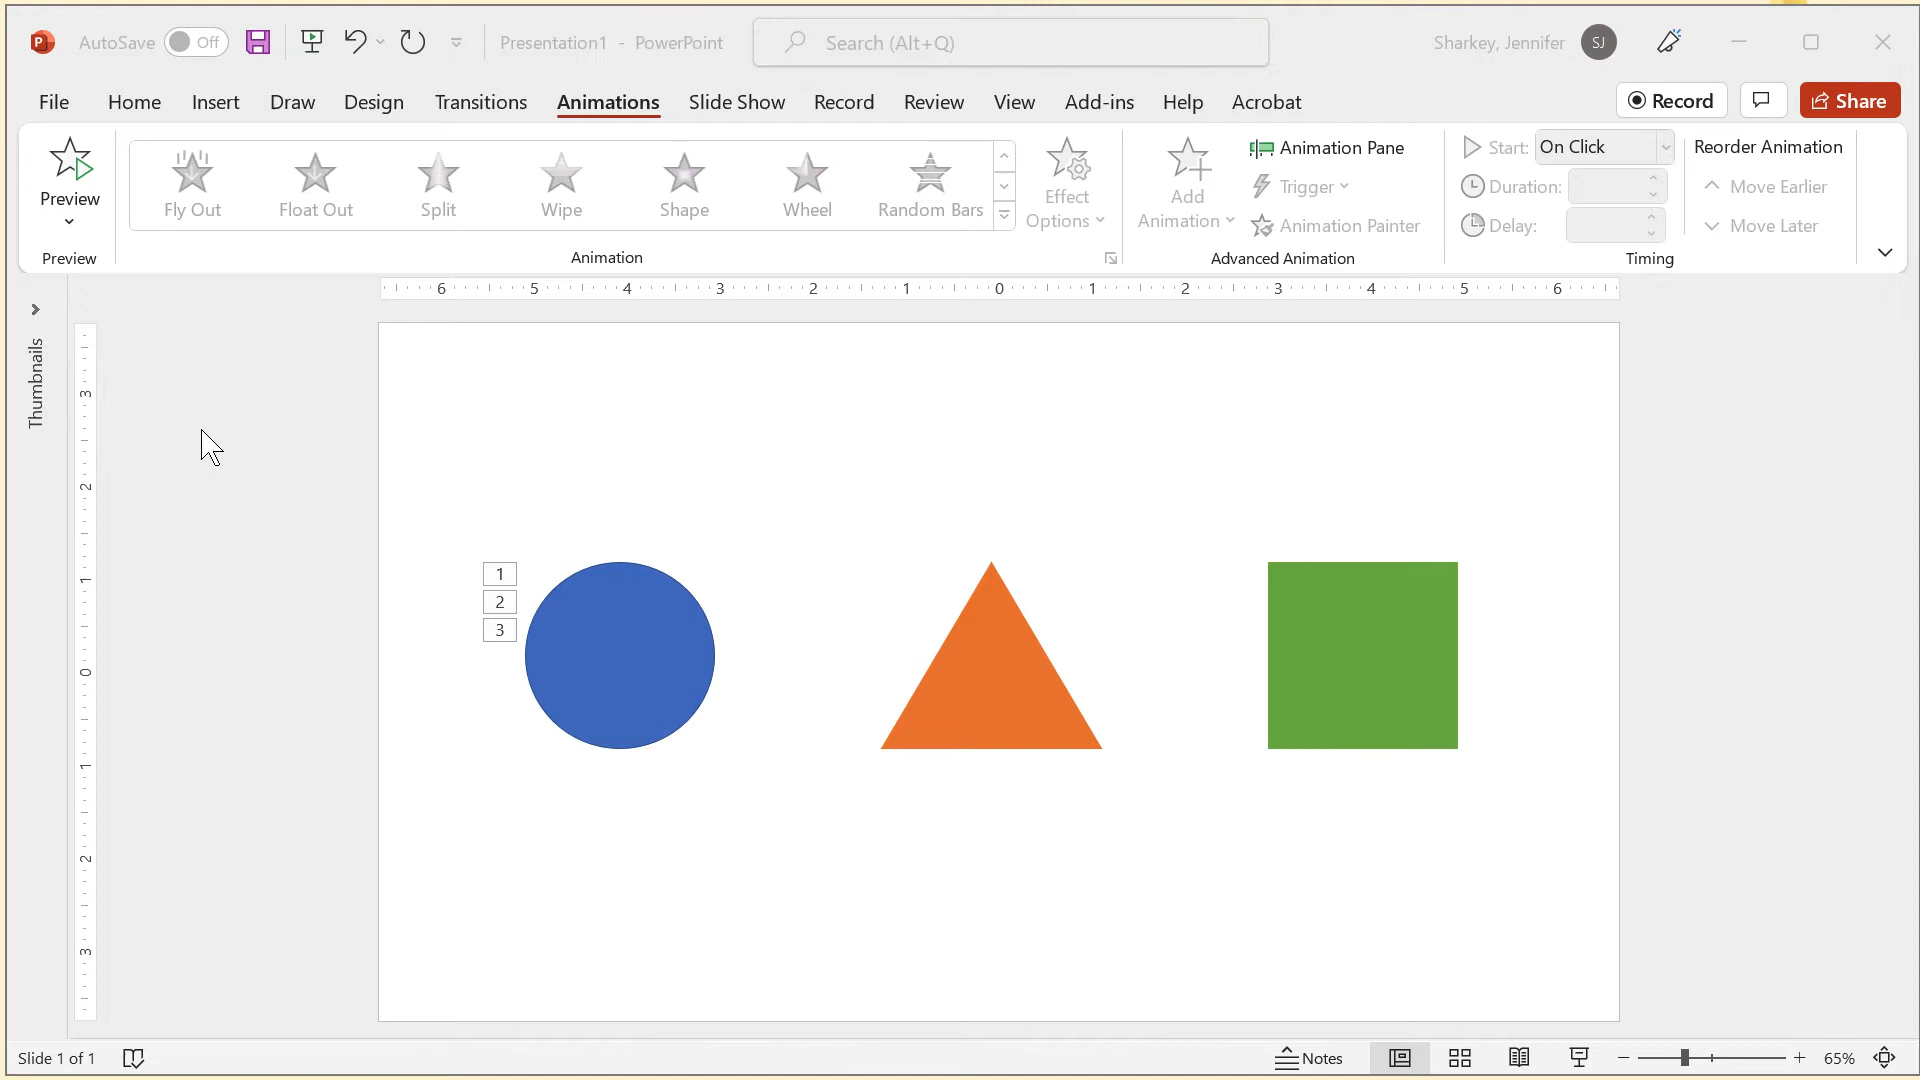 P
AutoSave Off
Presentation1 - PowerPoint
Search (Alt+Q)
Sharkey, Jennifer SJ
File Home Insert Draw Design Transitions Animations Slide Show Record Review View Add-ins Help Acrobat
Record
Share
Preview
Preview
Fly Out Float Out Split Wipe Shape Wheel Random Bars
Animation
Effect
Options
Add
Animation
Animation Pane
Trigger
Animation Painter
Advanced Animation
Start: On Click
Duration:
Delay:
Reorder Animation
Move Earlier
Move Later
Timing
6 5 4 3 2 1 0 1 2 3 4 5 6
Thumbnails
3
2
1
0
1
2
3
1
2
3
Slide 1 of 1
Notes
65%